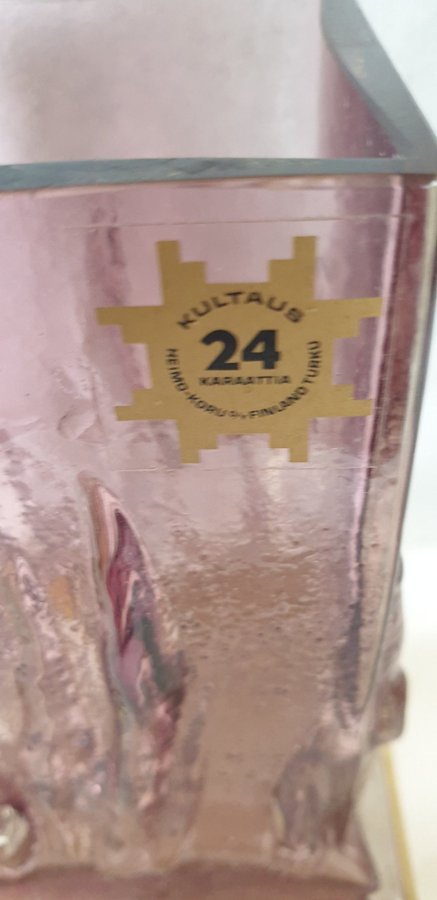 KULTAUS
24
KARAATTIA
HEIMO-KORU Oy FINLAND TURKU